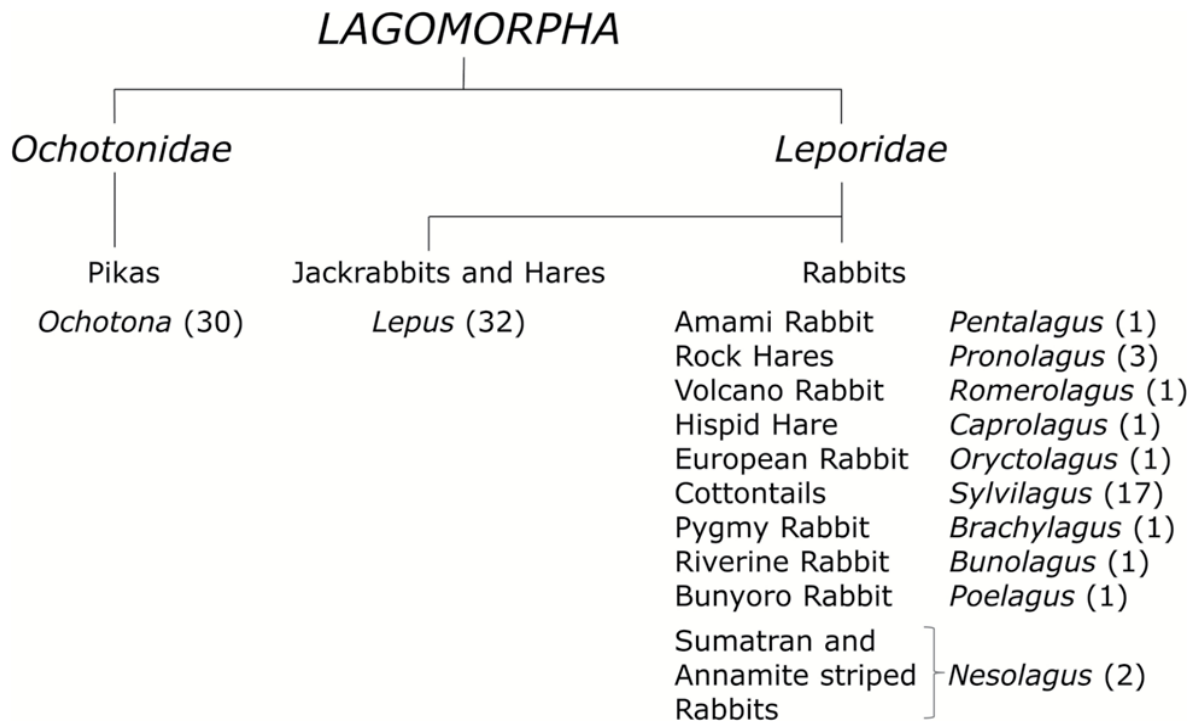 LAGOMORPHA
Ochotonidae
Leporidae
Pikas
Ochotona (30)
Jackrabbits and Hares
Lepus (32)
Rabbits
Amami Rabbit Pentalagus (1)
Rock Hares Pronolagus (3)
Volcano Rabbit Romerolagus (1)
Hispid Hare Caprolagus (1)
European Rabbit Oryctolagus (1)
Cottontails Sylvilagus (17)
Pygmy Rabbit Brachylagus (1)
Riverine Rabbit Bunolagus (1)
Bunyoro Rabbit Poelagus (1)
Sumatran and
Annamite striped Nesolagus (2)
Rabbits